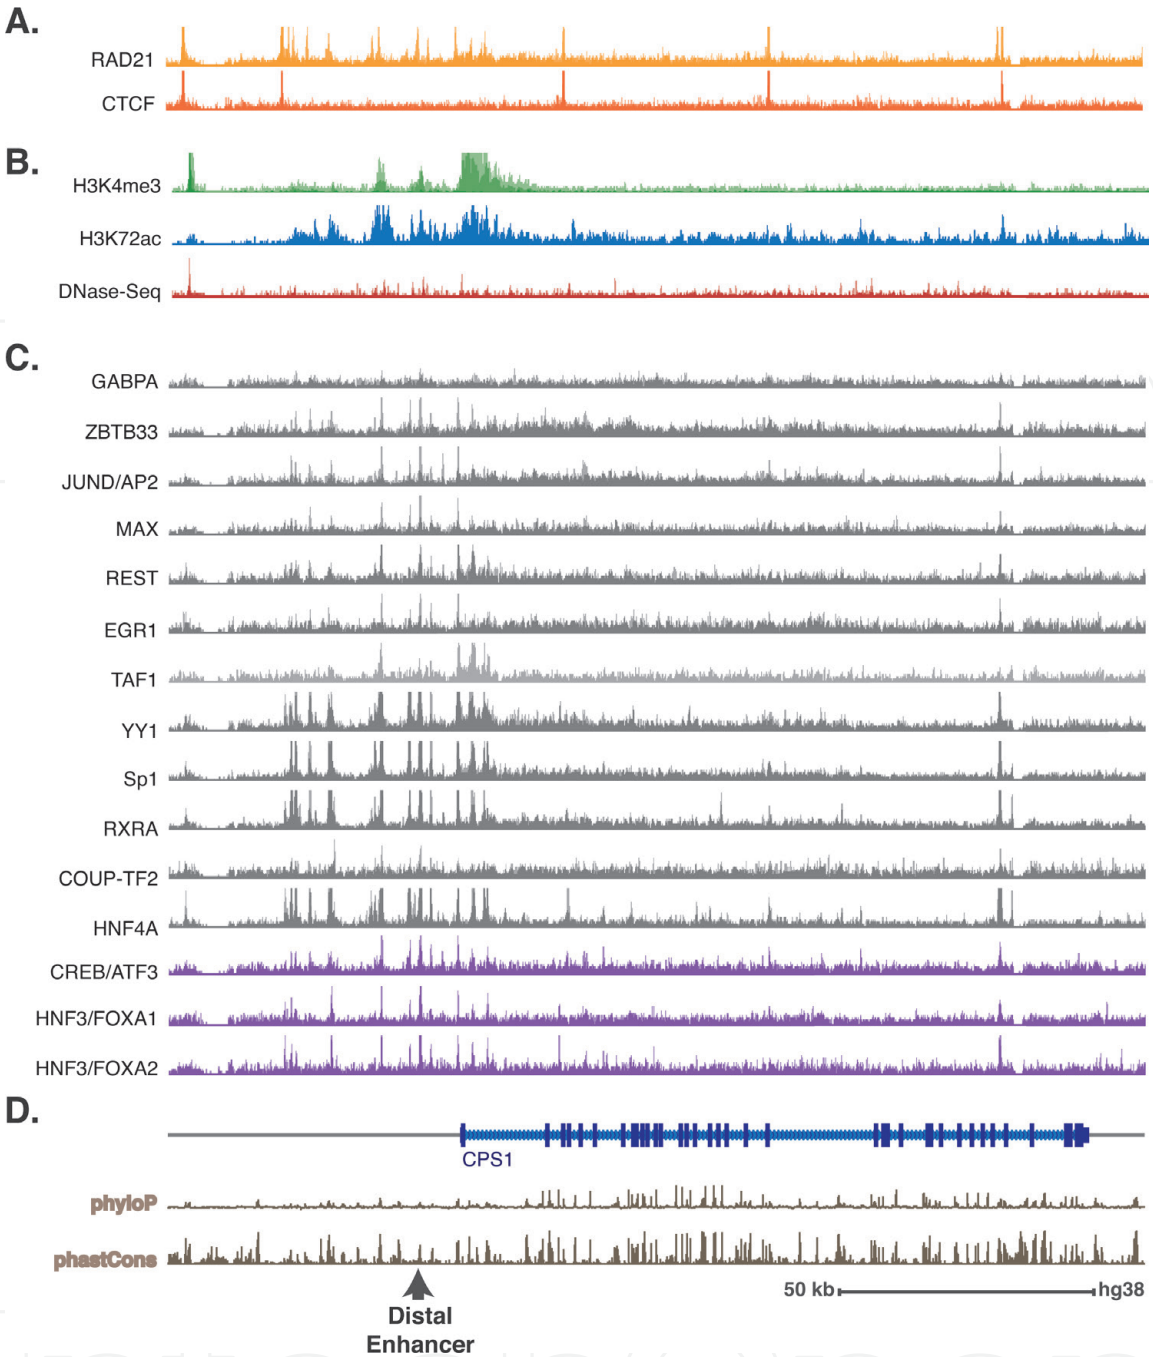 A.
RAD21
CTCF
B.
H3K4me3
H3K72ac
DNase-Seq
C.
GABPA
ZBTB33
JUND/AP2
MAX
REST
EGR1
TAF1
YY1
Sp1
RXRA
COUP-TF2
HNF4A
CREB/ATF3
HNF3/FOXA1
HNF3/FOXA2
D.
CPS1
phyloP
phastCons
50 kb hg38
Distal
Enhancer